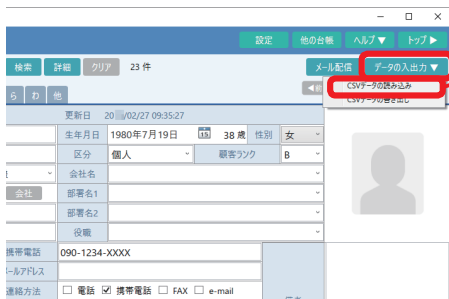 設定 他の台帳 ヘルプ▼ トップ▶
検索 詳細 クリア 23 件 メール配信 データの入出力▼
ら わ 他
CSVデータの読み込み
CSVデータの書き出し
更新日 20 /02/27 09:35:27
生年月日 1980年7月19日 15 38 歳 性別 女
区分 個人 顧客ランク B
会社名
会社 部署名1
部署名2
役職
携帯電話 090-1234-XXXX
メールアドレス
連絡方法 電話 携帯電話 FAX e-mail